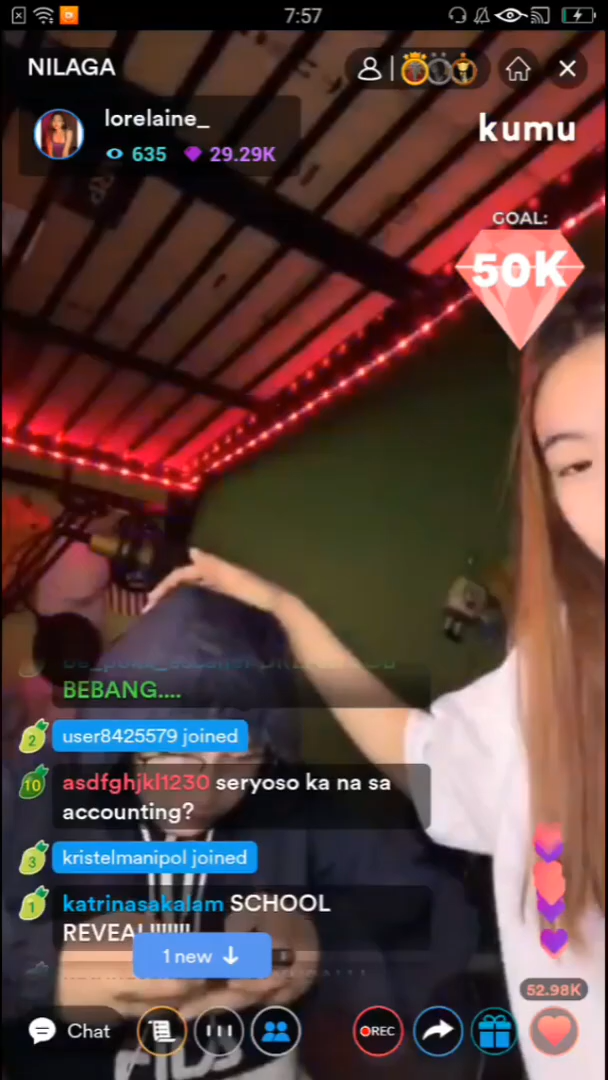 7:57
NILAGA
lorelaine_
635 29.29K
kumu
GOAL:
50K
BEBANG....
2 user8425579 joined
10 asdfghjkl1230 seryoso ka na sa
accounting?
3 kristelmanipol joined
1 katrinasakalam SCHOOL
REVEAL!!!!!!!
1 new ↓
52.98K
Chat
REC